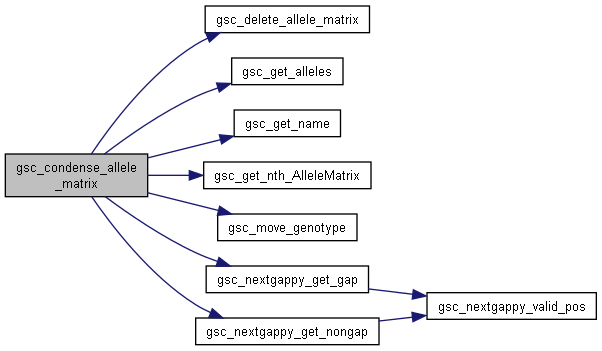 gsc_delete_allele_matrix
gsc_get_alleles
gsc_get_name
gsc_condense_allele
_matrix
gsc_get_nth_AlleleMatrix
gsc_move_genotype
gsc_nextgappy_get_gap
gsc_nextgappy_valid_pos
gsc_nextgappy_get_nongap